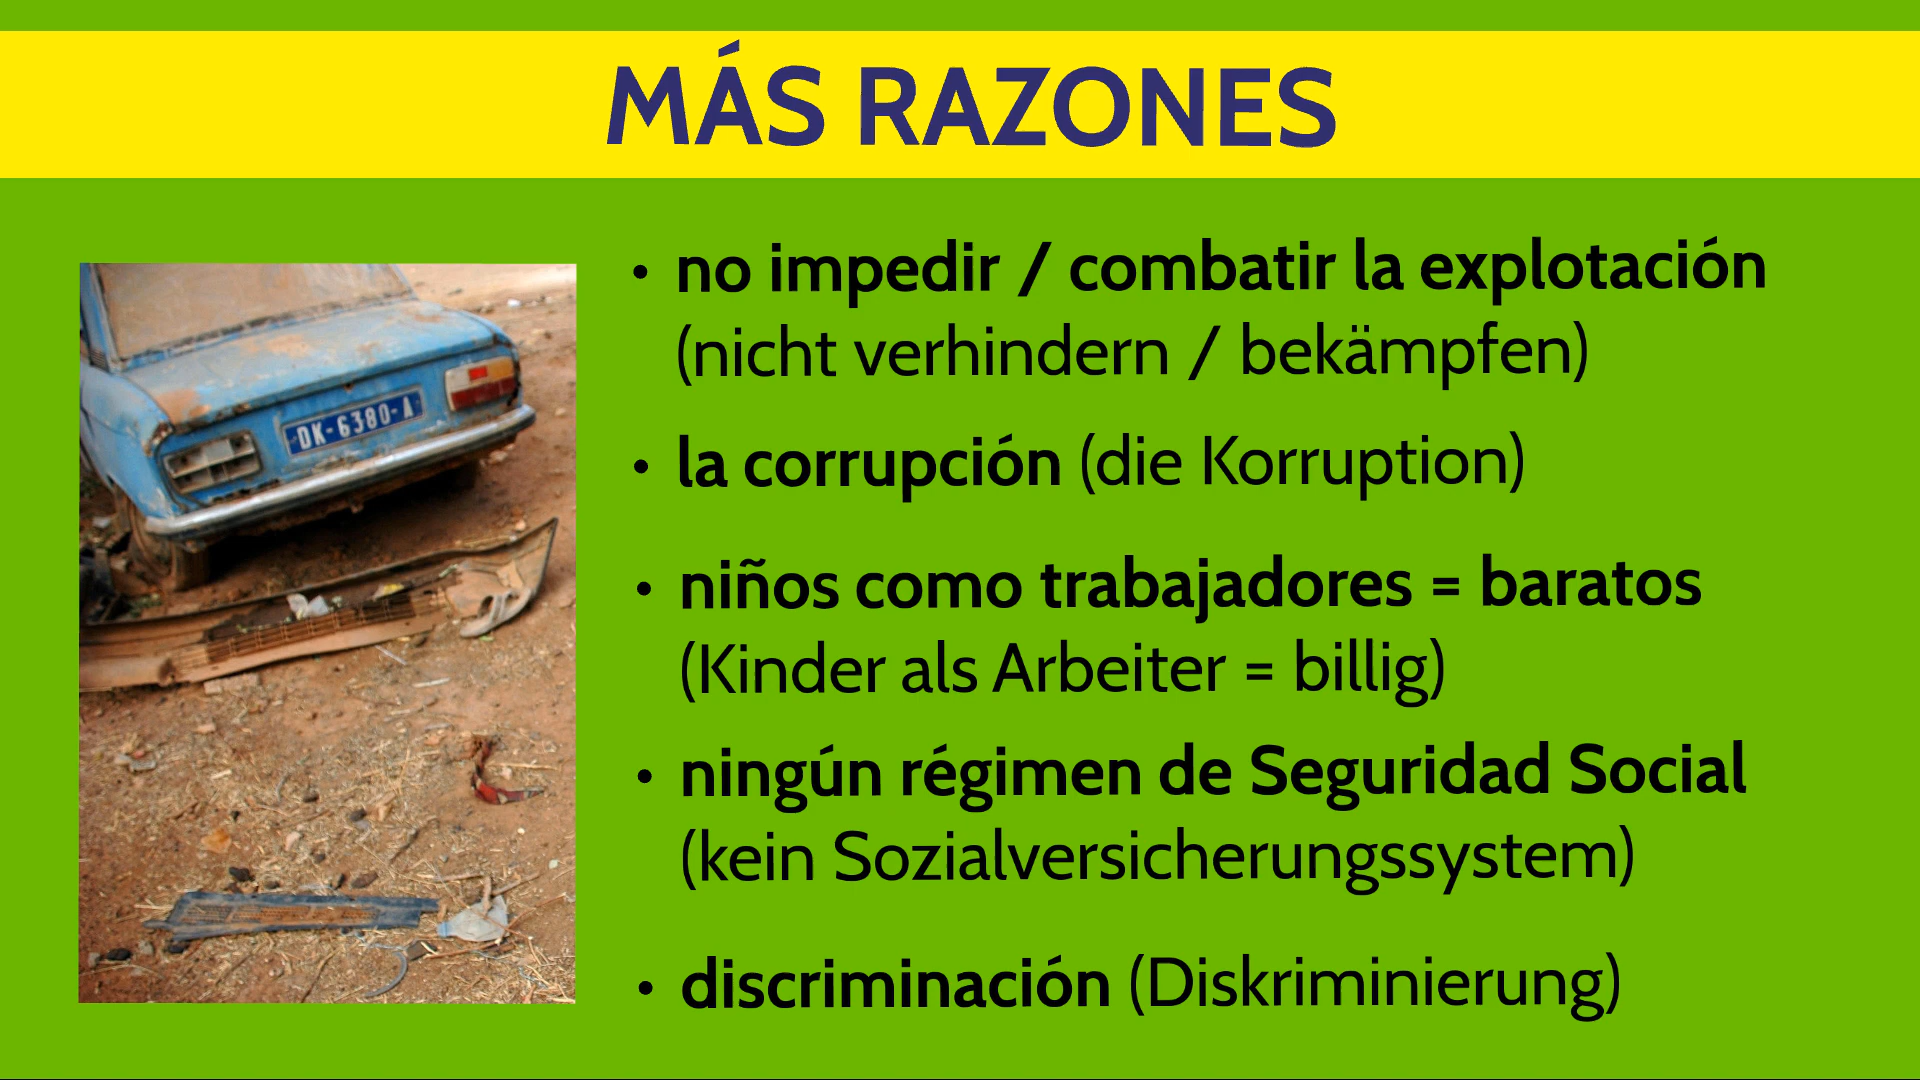 MÁS RAZONES
• no impedir / combatir la explotación
(nicht verhindern / bekämpfen)
• la corrupción (die Korruption)
• niños como trabajadores = baratos
(Kinder als Arbeiter = billig)
• ningún régimen de Seguridad Social
(kein Sozialversicherungssystem)
• discriminación (Diskriminierung)
DK-6380-A